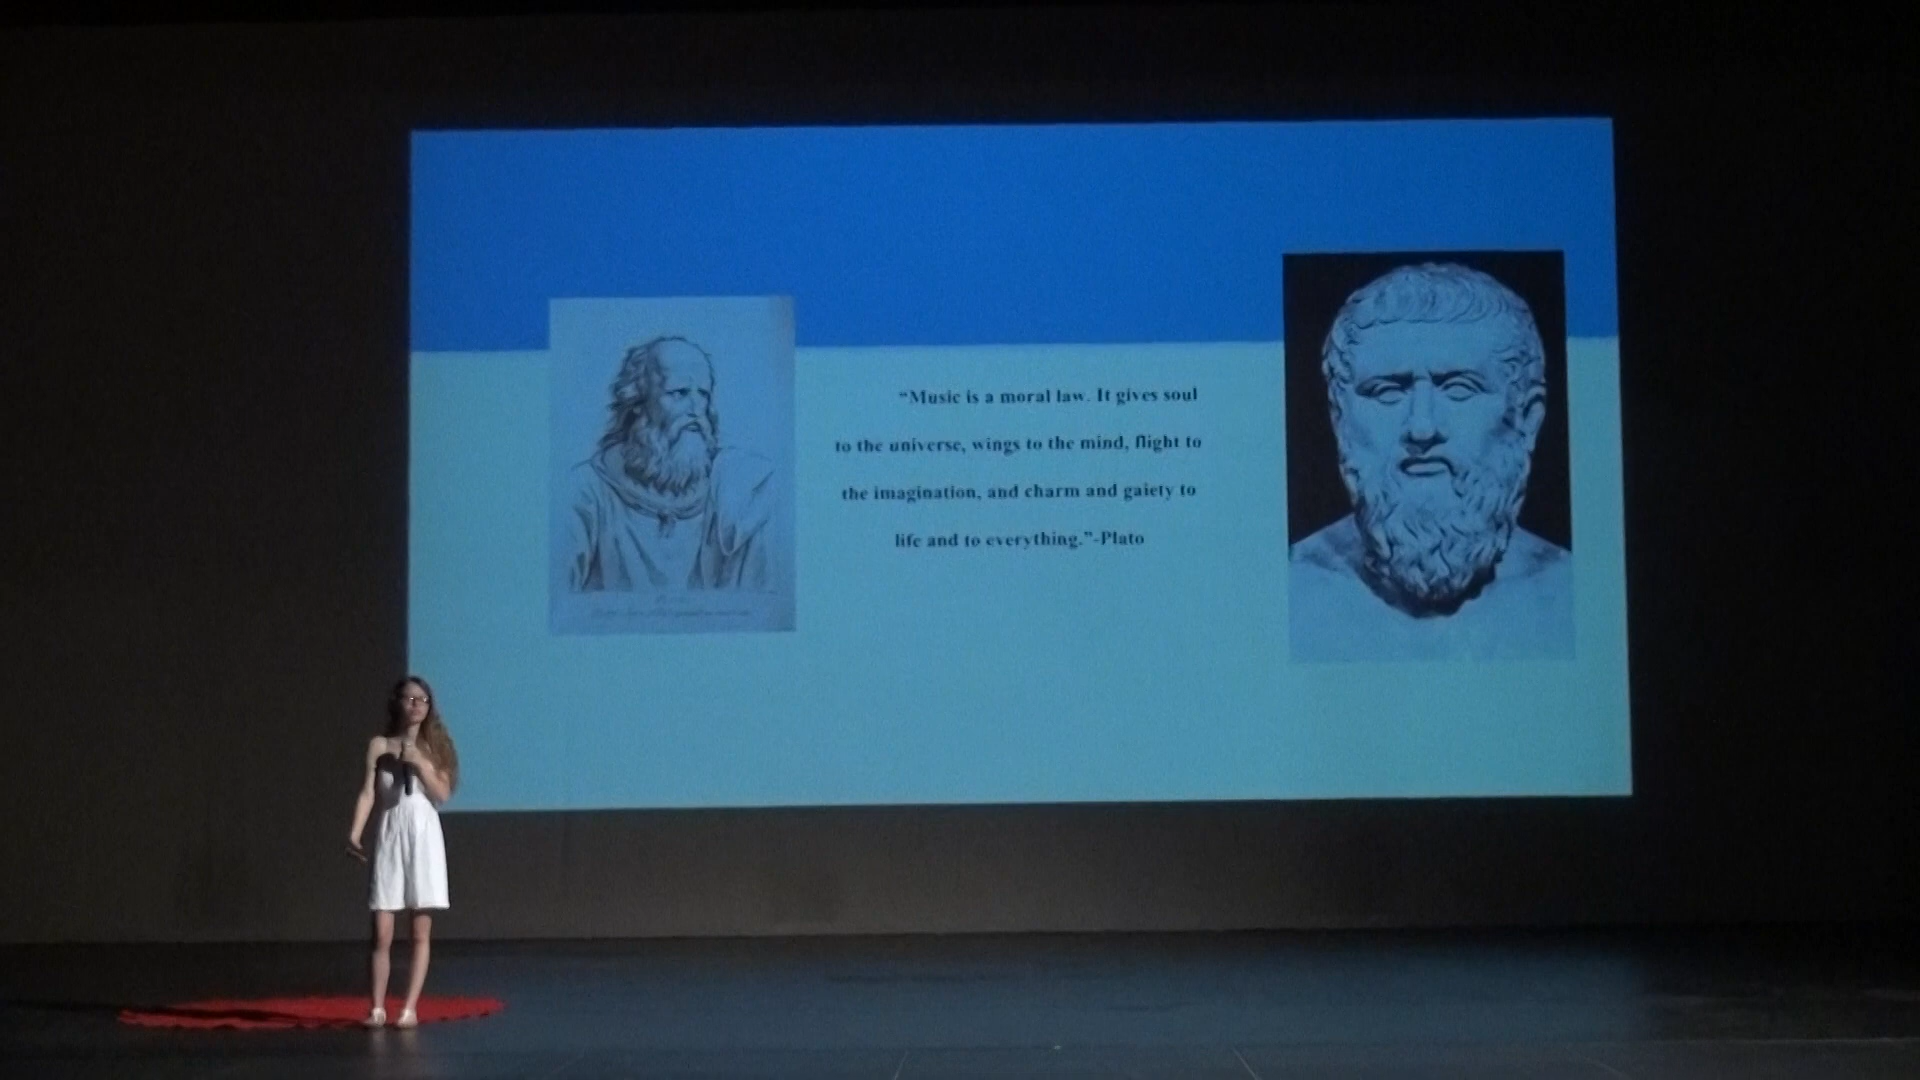 “Music is a moral law. It gives soul
to the universe, wings to the mind, flight to
the imagination, and charm and gaiety to
life and to everything.”-Plato